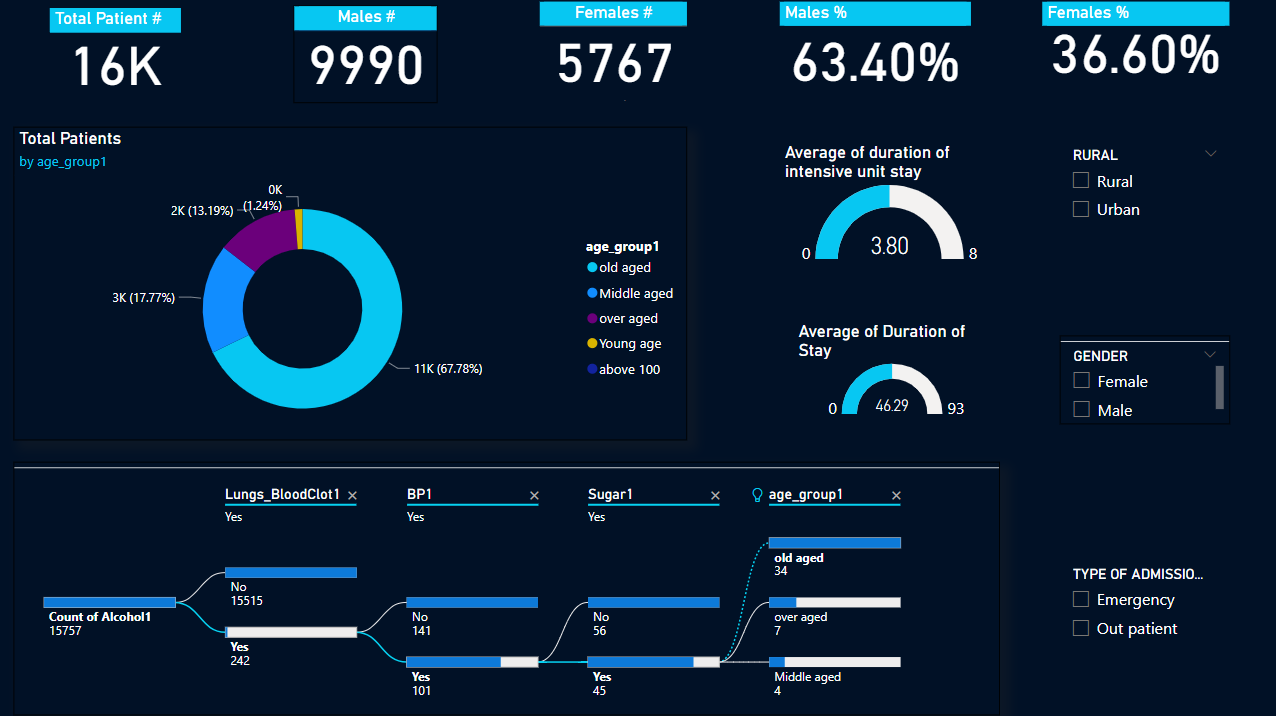 Total Patient #
16K
Males #
9990
Females #
5767
Males %
63.40%
Females %
36.60%
Total Patients
by age_group1
0K
(1.24%)
2K (13.19%)
3K (17.77%)
11K (67.78%)
age_group1
old aged
Middle aged
over aged
Young age
above 100
Average of duration of
intensive unit stay
3.80
0
8
Average of Duration of
Stay
46.29
0
93
RURAL
Rural
Urban
GENDER
Female
Male
TYPE OF ADMISSIO...
Emergency
Out patient
Lungs_BloodClot1
Yes
BP1
Yes
Sugar1
Yes
age_group1
Count of Alcohol1
15757
No
15515
Yes
242
No
141
Yes
101
No
56
Yes
45
old aged
34
over aged
7
Middle aged
4